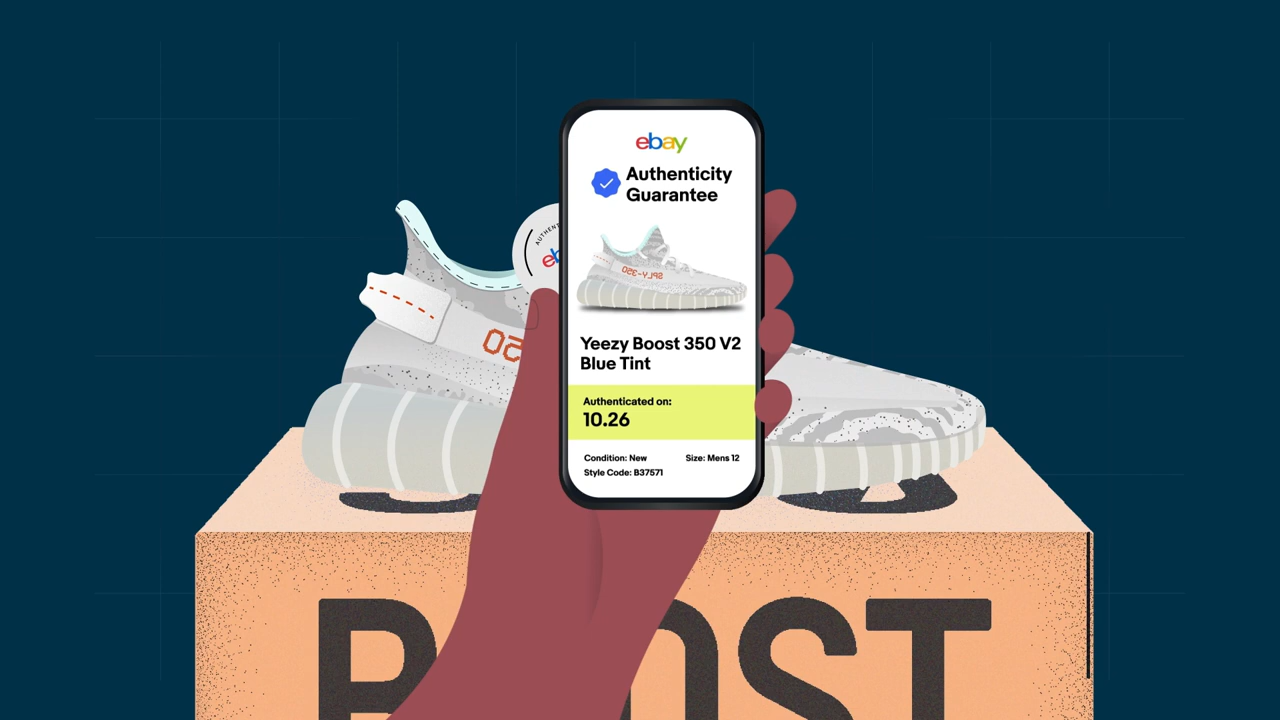 ebay
Authenticity
Guarantee
SPLY-350
Yeezy Boost 350 V2
Blue Tint
Authenticated on:
10.26
Condition: New
Size: Mens 12
Style Code: B37571
50